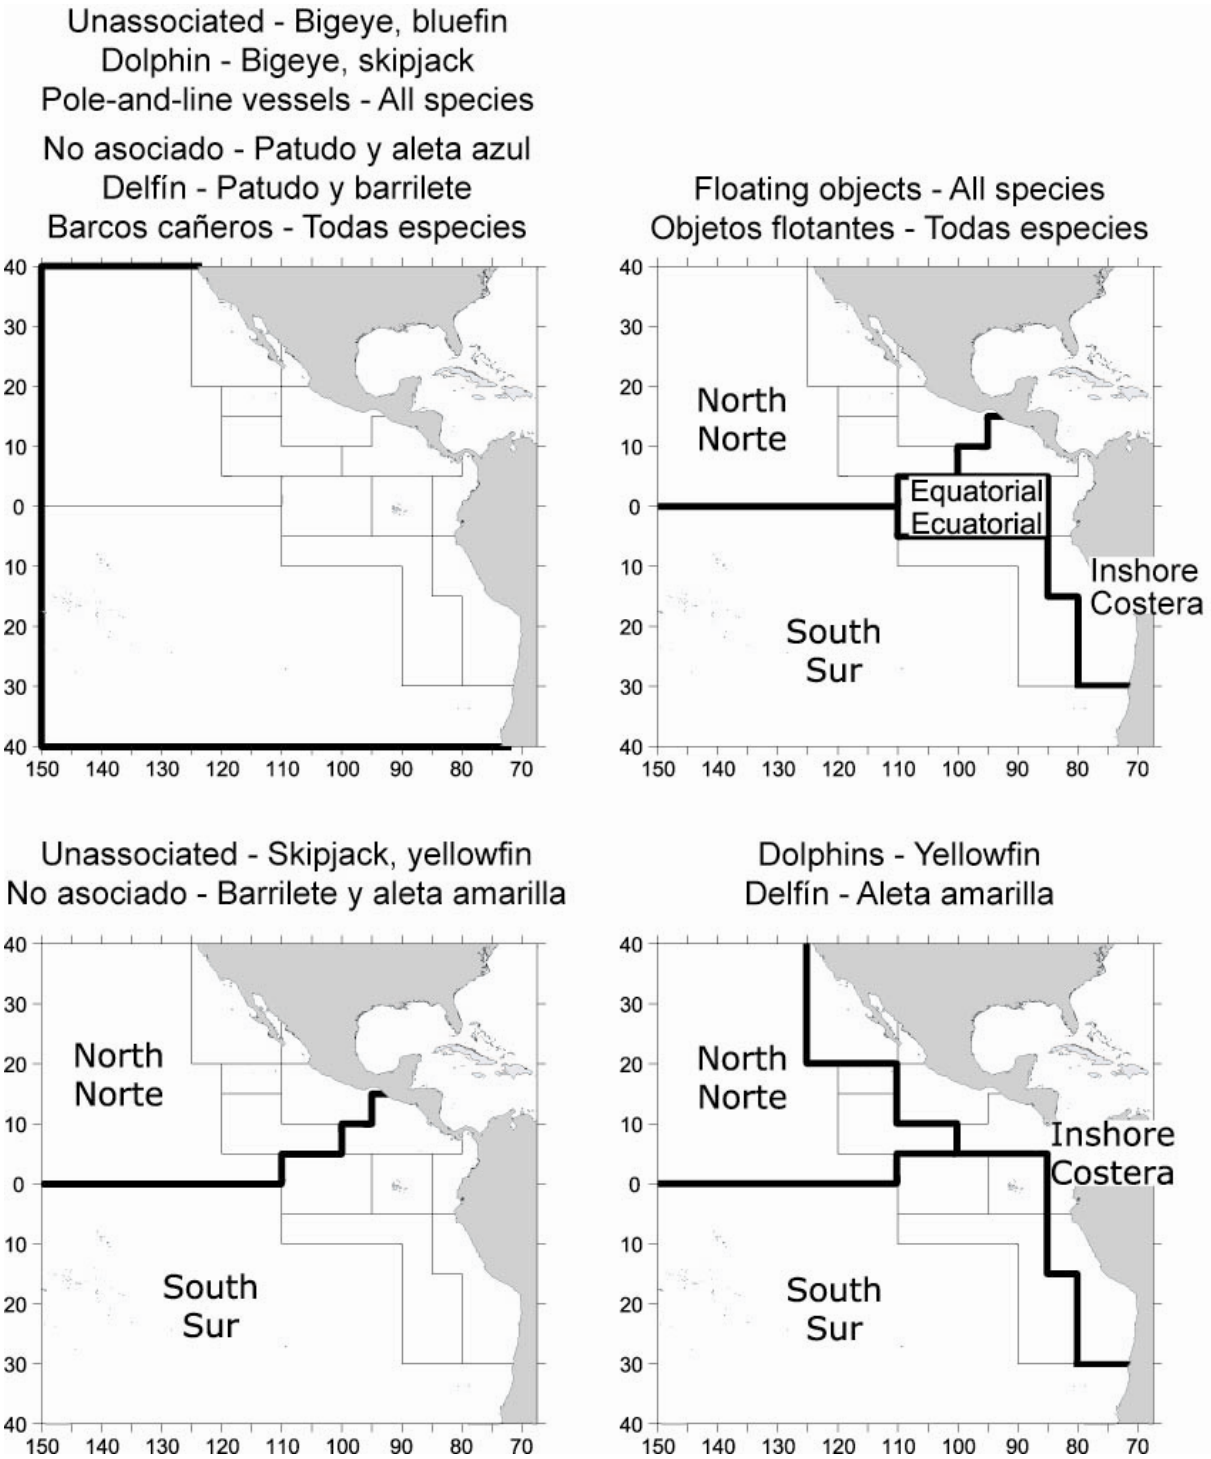 Unassociated - Bigeye, bluefin
Dolphin - Bigeye, skipjack
Pole-and-line vessels - All species
No asociado - Patudo y aleta azul
Delfín - Patudo y barrilete
Barcos cañeros - Todas especies
40
30
20
10
0
10
20
30
40
150 140 130 120 110 100 90 80 70
Floating objects - All species
Objetos flotantes - Todas especies
40
30
20
10
0
10
20
30
40
North
Norte
Equatorial
Ecuatorial
Inshore
Costera
South
Sur
150 140 130 120 110 100 90 80 70
Unassociated - Skipjack, yellowfin
No asociado - Barrilete y aleta amarilla
40
30
20
10
0
10
20
30
40
North
Norte
South
Sur
150 140 130 120 110 100 90 80 70
Dolphins - Yellowfin
Delfín - Aleta amarilla
40
30
20
10
0
10
20
30
40
North
Norte
Inshore
Costera
South
Sur
150 140 130 120 110 100 90 80 70